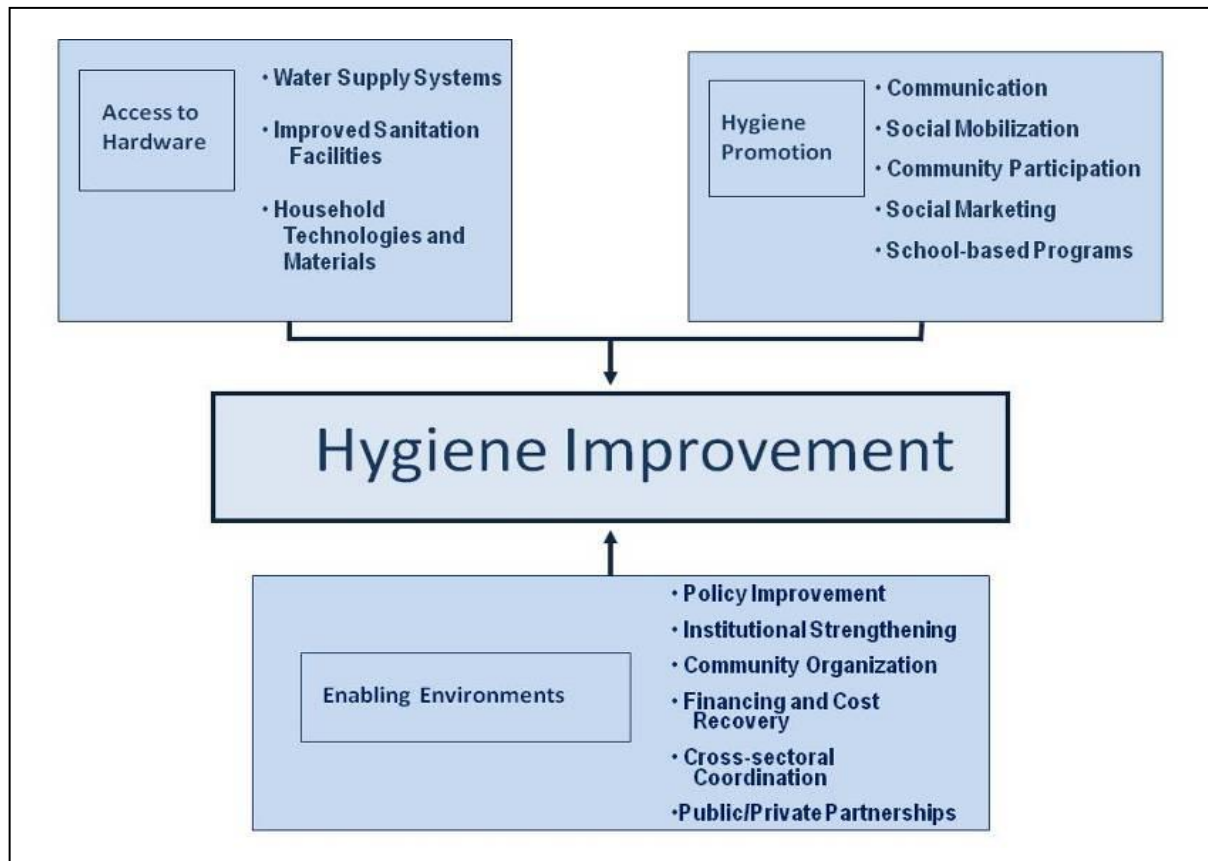 Access to
Hardware
· Water Supply Systems
· Improved Sanitation
Facilities
· Household
Technologies and
Materials
Hygiene
Promotion
· Communication
· Social Mobilization
· Community Participation
· Social Marketing
· School-based Programs
Hygiene Improvement
Enabling Environments
· Policy Improvement
· Institutional Strengthening
· Community Organization
· Financing and Cost
Recovery
· Cross-sectoral
Coordination
·Public/Private Partnerships